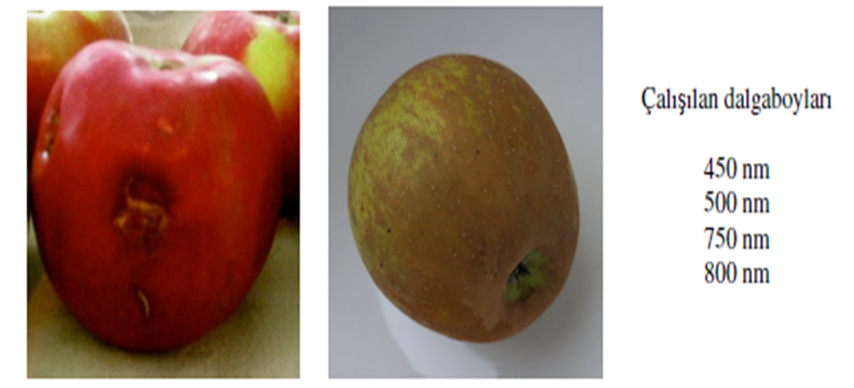 Çalışılan dalgaboyları
450 nm
500 nm
750 nm
800 nm